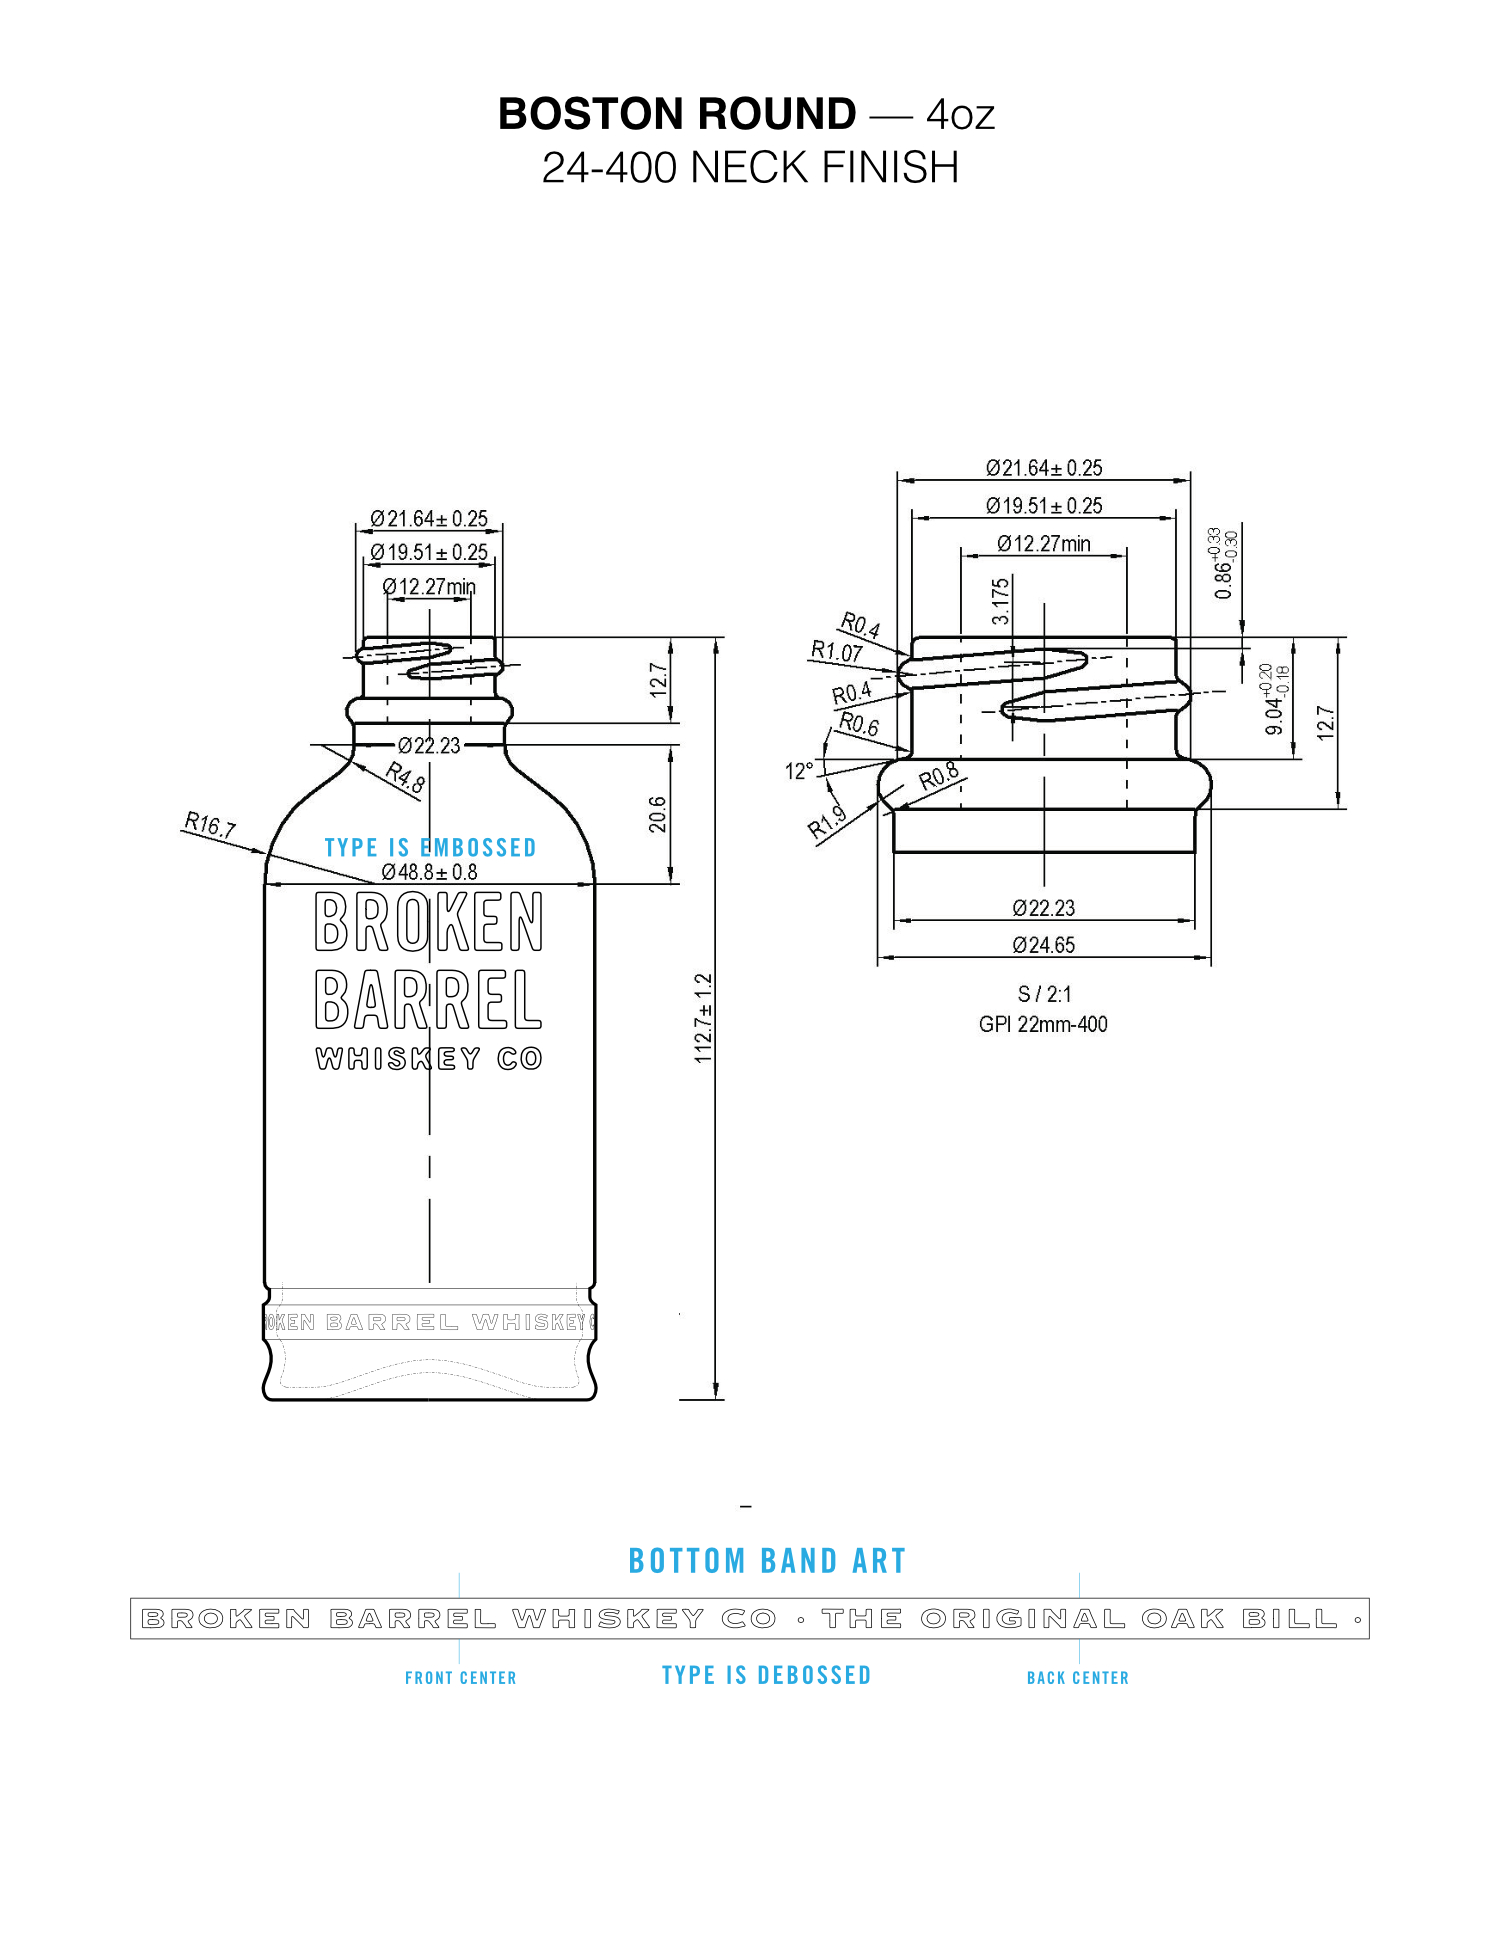 BOSTON ROUND — 4oz
24-400 NECK FINISH
Ø21.64± 0.25
Ø19.51± 0.25
Ø12.27min
12.7
Ø22.23
R4.8
20.6
R16.7
TYPE IS EMBOSSED
Ø48.8± 0.8
BROKEN
BARREL
WHISKEY CO
112.7± 1.2
OKEN BARREL WHISKEY C
Ø21.64± 0.25
Ø19.51± 0.25
Ø12.27min
3.175
0.86 +0.33 -0.30
R0.4
R1.07
R0.4
R0.6
12°
R0.8
R1.9
9.04 +0.20 -0.18
12.7
Ø22.23
Ø24.65
S / 2:1
GPI 22mm-400
–
BOTTOM BAND ART
BROKEN BARREL WHISKEY CO · THE ORIGINAL OAK BILL ·
FRONT CENTER TYPE IS DEBOSSED BACK CENTER